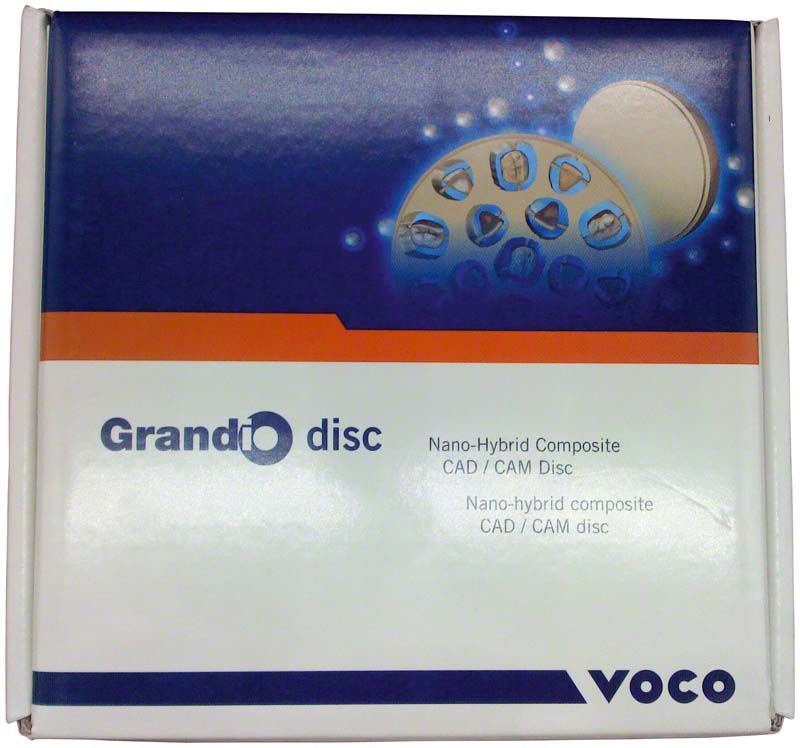 GrandiO disc
Nano-Hybrid Composite
CAD / CAM Disc
Nano-hybrid composite
CAD / CAM disc
VOCO